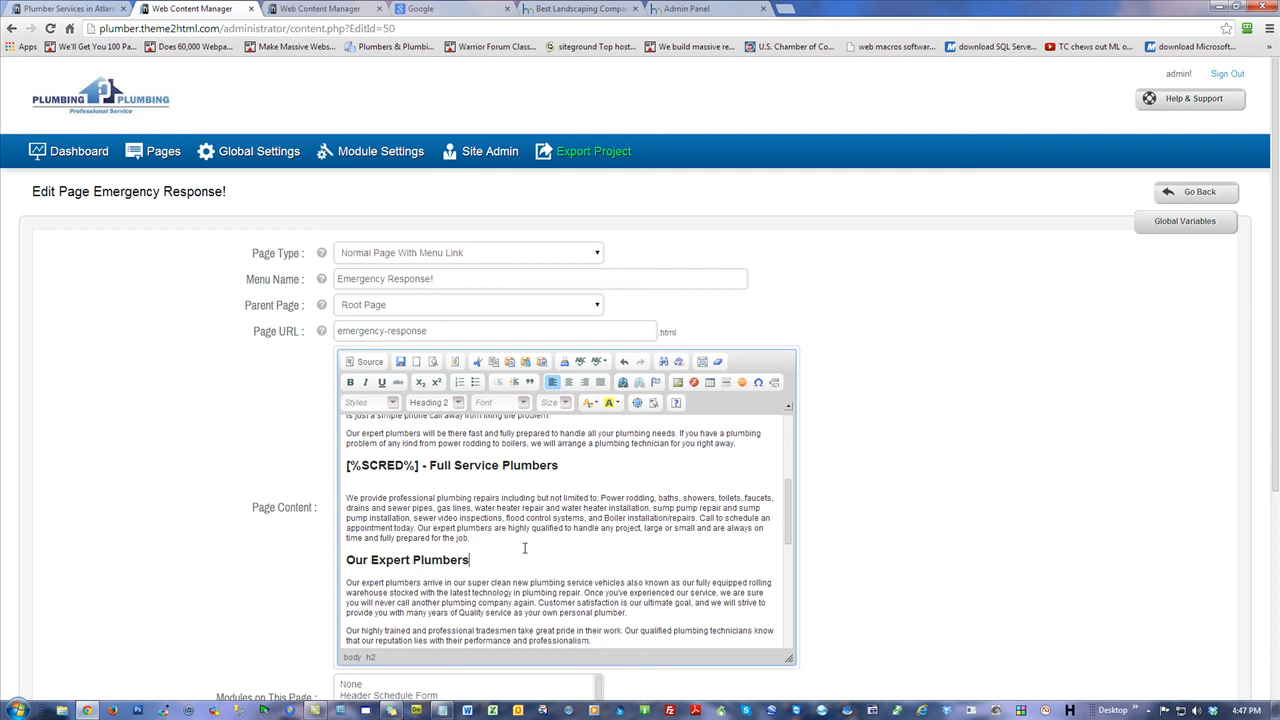 Plumber Services in Atlant
Web Content Manager
Web Content Manager
Google
Best Landscaping Compan
Admin Panel
plumber.theme2html.com/administrator/content.php?EditId=50
Apps
We'll Get You 100 Pa...
Does 60,000 Webpa...
Make Massive Webs...
Plumbers & Plumbin...
Warrior Forum Class...
siteground Top host...
We build massive re...
U.S. Chamber of Co...
web macros softwar...
download SQL Serve...
TC chews out ML o...
download Microsoft...
admin!
Sign Out
PLUMBING PLUMBING
Professional Service
Help & Support
Dashboard
Pages
Global Settings
Module Settings
Site Admin
Export Project
Edit Page Emergency Response!
Go Back
Global Variables
Page Type :
Normal Page With Menu Link
Menu Name :
Emergency Response!
Parent Page :
Root Page
Page URL :
emergency-response
.html
Source
Styles
Heading 2
Font
Size
is just a simple phone call away from fixing the problem.
Our expert plumbers will be there fast and fully prepared to handle all your plumbing needs. If you have a plumbing
problem of any kind from power rodding to boilers, we will arrange a plumbing technician for you right away.
[%SCRED%] - Full Service Plumbers
We provide professional plumbing repairs including but not limited to: Power rodding, baths, showers, toilets, faucets,
drains and sewer pipes, gas lines, water heater repair and water heater installation, sump pump repair and sump
pump installation, sewer video inspections, flood control systems, and Boiler installation/repairs. Call to schedule an
appointment today. Our expert plumbers are highly qualified to handle any project, large or small and are always on
time and fully prepared for the job.
Page Content :
Our Expert Plumbers
Our expert plumbers arrive in our super clean new plumbing service vehicles also known as our fully equipped rolling
warehouse stocked with the latest technology in plumbing repair. Once you've experienced our service, we are sure
you will never call another plumbing company again. Customer satisfaction is our ultimate goal, and we will strive to
provide you with many years of Quality service as your own personal plumber.
Our highly trained and professional tradesmen take great pride in their work. Our qualified plumbing technicians know
that our reputation lies with their performance and professionalism.
body h2
Modules on This Page :
None
Header Schedule Form
Desktop
4:47 PM